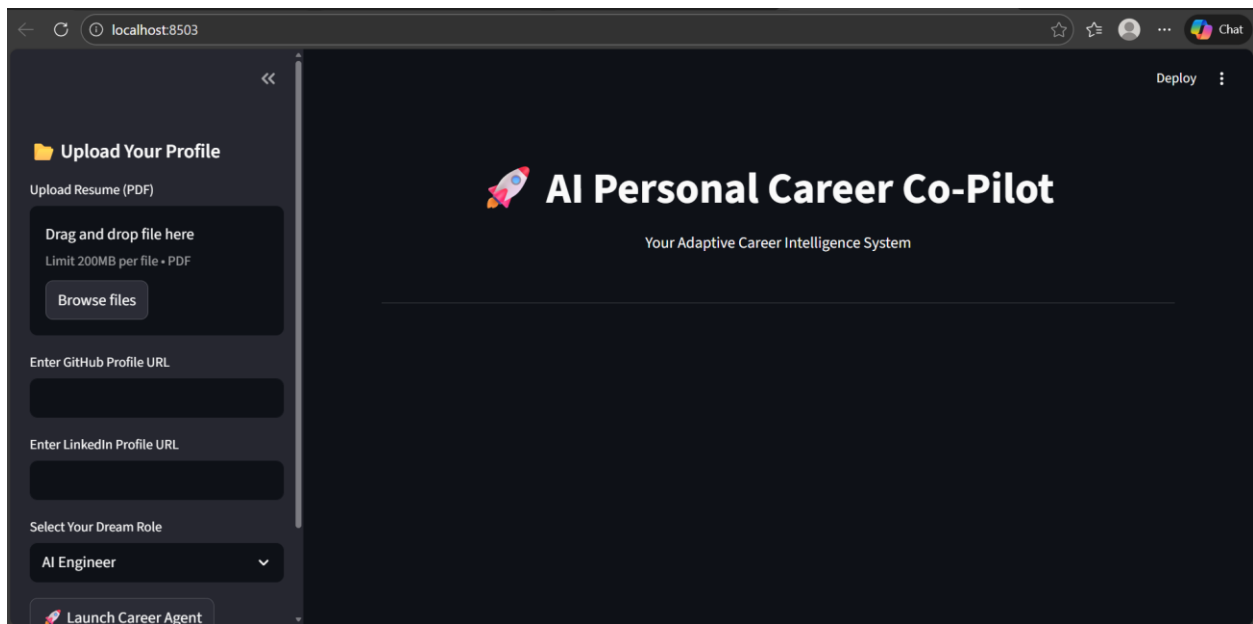 localhost:8503
Chat
Deploy
Upload Your Profile
Upload Resume (PDF)
Drag and drop file here
Limit 200MB per file • PDF
Browse files
Enter GitHub Profile URL
Enter LinkedIn Profile URL
Select Your Dream Role
AI Engineer
🚀 Launch Career Agent
🚀 AI Personal Career Co-Pilot
Your Adaptive Career Intelligence System